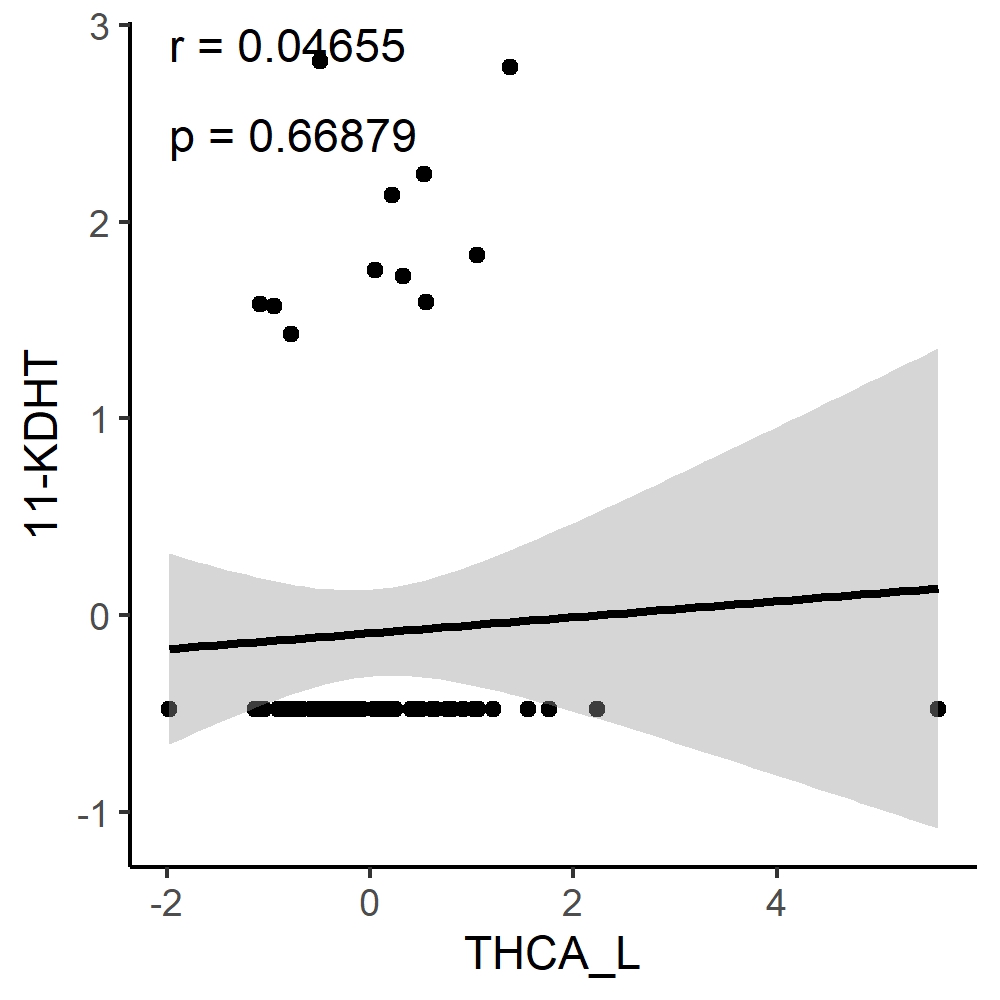 r = 0.04655
p = 0.66879
3
2
1
0
-1
11-KDHT
-2 0 2 4
THCA_L